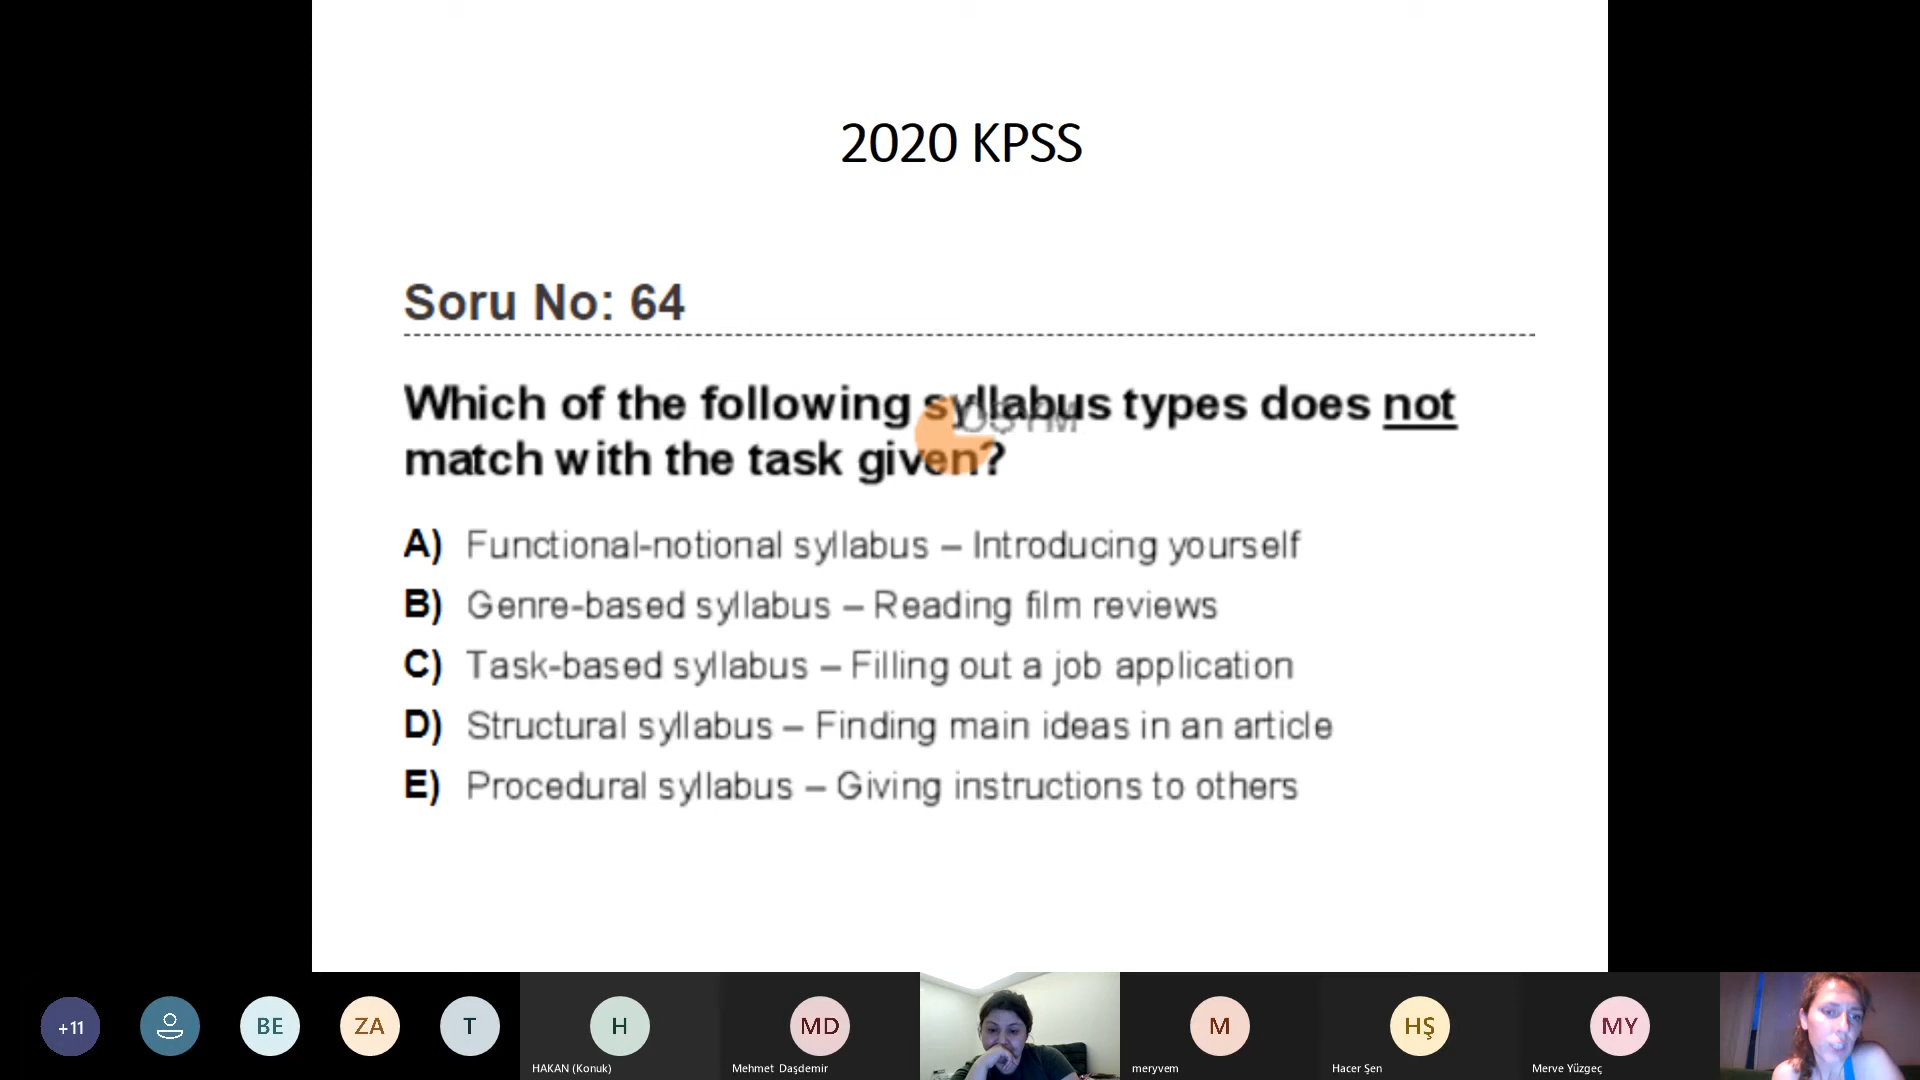 2020 KPSS
Soru No: 64
Which of the following syllabus types does not
match with the task given?
ÖSYM
A) Functional-notional syllabus – Introducing yourself
B) Genre-based syllabus – Reading film reviews
C) Task-based syllabus – Filling out a job application
D) Structural syllabus – Finding main ideas in an article
E) Procedural syllabus – Giving instructions to others
+11
BE
ZA
T
H
MD
M
HŞ
MY
HAKAN (Konuk)
Mehmet Daşdemir
meryvem
Hacer Şen
Merve Yüzgeç